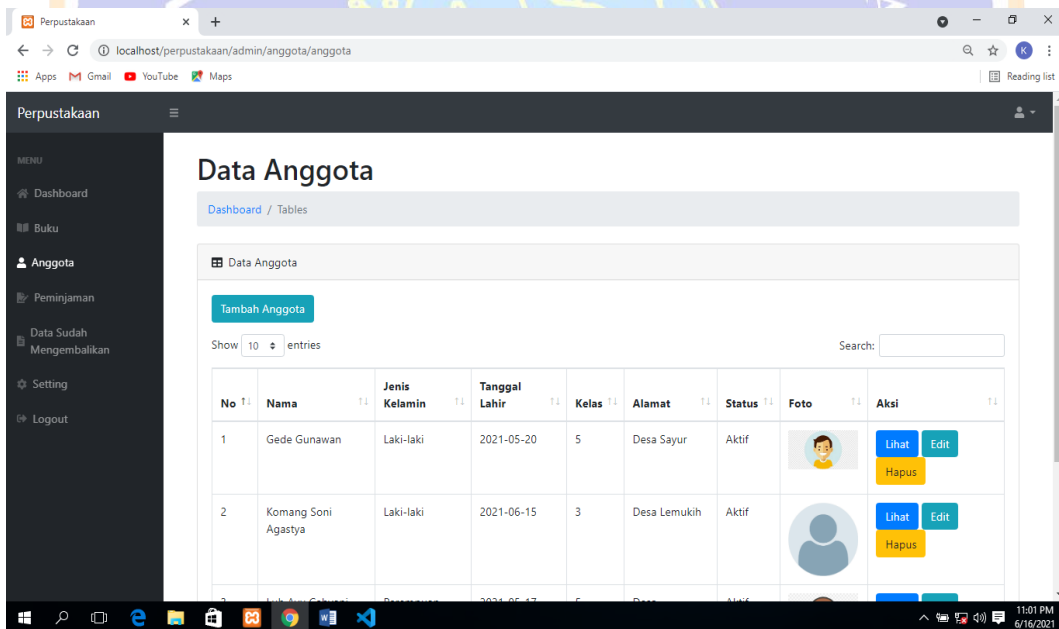 Perpustakaan
localhost/perpustakaan/admin/anggota/anggota
K
Apps Gmail YouTube Maps Reading list
Perpustakaan
MENU
Dashboard
Buku
Anggota
Peminjaman
Data Sudah
Mengembalikan
Setting
Logout
Data Anggota
Dashboard / Tables
Data Anggota
Tambah Anggota
Show 10 entries Search:
No Nama Jenis Kelamin Tanggal Lahir Kelas Alamat Status Foto Aksi
1 Gede Gunawan Laki-laki 2021-05-20 5 Desa Sayur Aktif Lihat Edit
Hapus
2 Komang Soni Laki-laki 2021-06-15 3 Desa Lemukih Aktif Lihat Edit
Agastya
Hapus
11:01 PM
6/16/2021